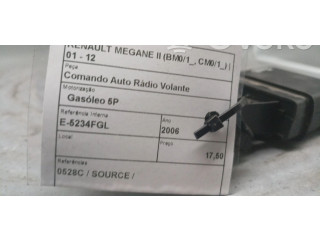 RENAULT MEGANE II (BM0/1_, CM0/1_) |
01 - 12
Peça
Comando Auto Rádio Volante
Motorização
Gasóleo 5P
Referência Interna
E-5234FGL
Ano
2006
Local
Preço
17,50
Referências
0528C / SOURCE /